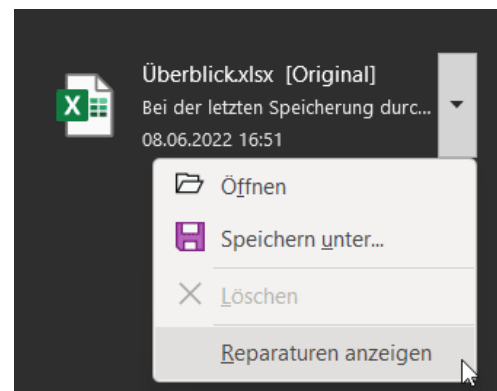 Überblick.xlsx [Original]
Bei der letzten Speicherung durc...
08.06.2022 16:51
Öffnen
Speichern unter...
Löschen
Reparaturen anzeigen